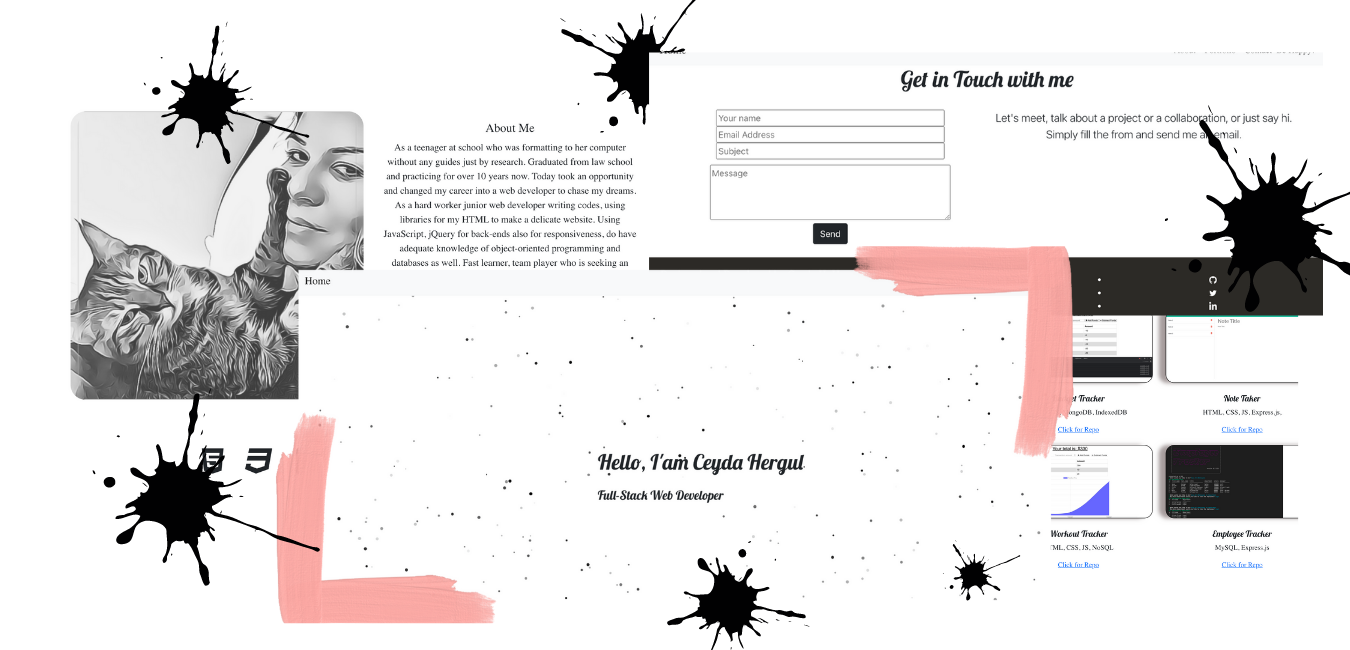 About Me
As a teenager at school who was formatting to her computer
without any guides just by research. Graduated from law school
and practicing for over 10 years now. Today took an opportunity
and changed my career into a web developer to chase my dreams.
As a hard worker junior web developer writing codes, using
libraries for my HTML to make a delicate website. Using
JavaScript, jQuery for back-ends also for responsiveness, do have
adequate knowledge of object-oriented programming and
databases as well. Fast learner, team player who is seeking an
Get in Touch with me
Your name
Email Address
Subject
Message
Send
Let's meet, talk about a project or a collaboration, or just say hi.
Simply fill the from and send me an email.
Home
Hello, I'am Ceyda Hergul
Full-Stack Web Developer
Tracker
IndexedDB
Click for Repo
Note Title
Note Taker
HTML, CSS, JS, Express.js,
Click for Repo
Your total is: $330
Workout Tracker
CSS, JS, NoSQL
Click for Repo
Employee Tracker
MySQL, Express.js
Click for Repo